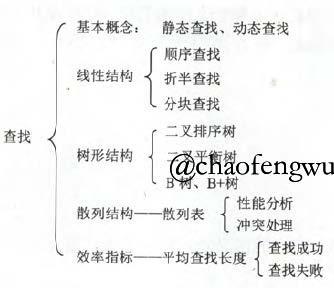 基本概念： 静态查找、动态查找
顺序查找
线性结构
折半查找
分块查找
查找
二叉排序树
树形结构
二叉平衡树
@chaofengwu
B 树、B+树
散列结构——散列表
性能分析
冲突处理
效率指标——平均查找长度
查找成功
查找失败